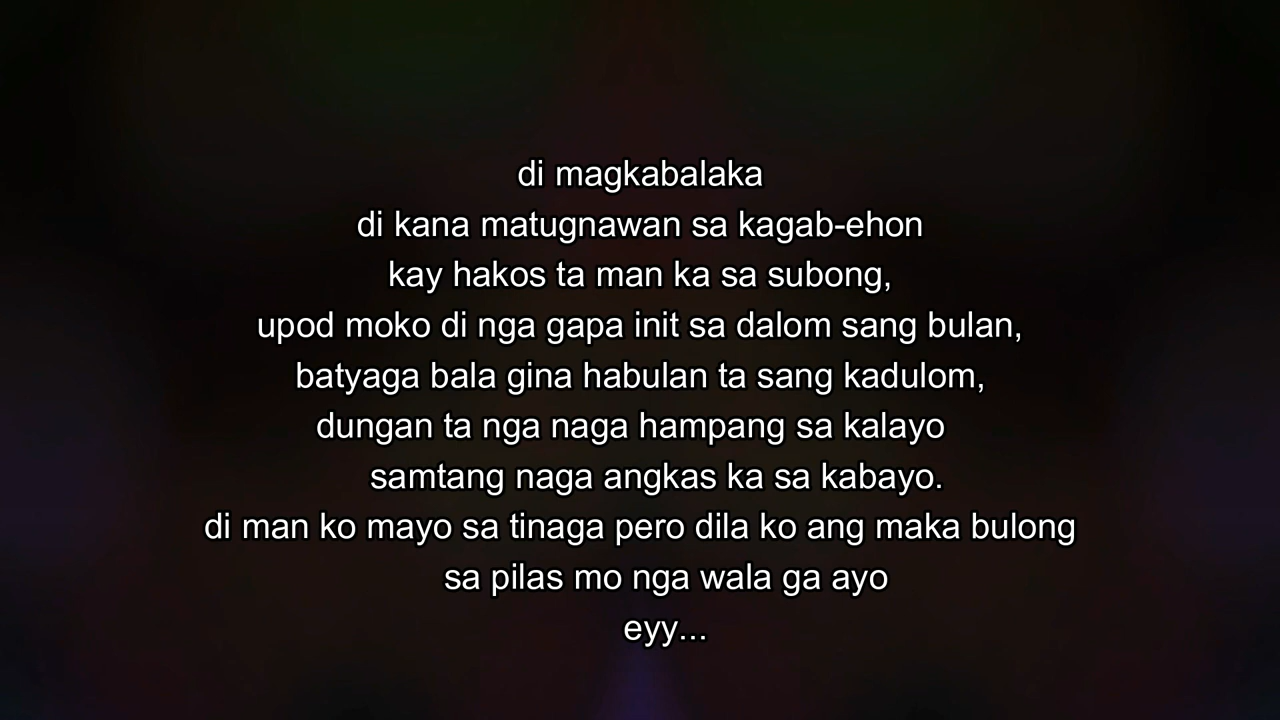 di magkabalaka
di kana matugnawan sa kagab-ehon
kay hakos ta man ka sa subong,
upod moko di nga gapa init sa dalom sang bulan,
batyaga bala gina habulan ta sang kadulom,
dungan ta nga naga hampang sa kalayo
samtang naga angkas ka sa kabayo.
di man ko mayo sa tinaga pero dila ko ang maka bulong
sa pilas mo nga wala ga ayo
eyy...